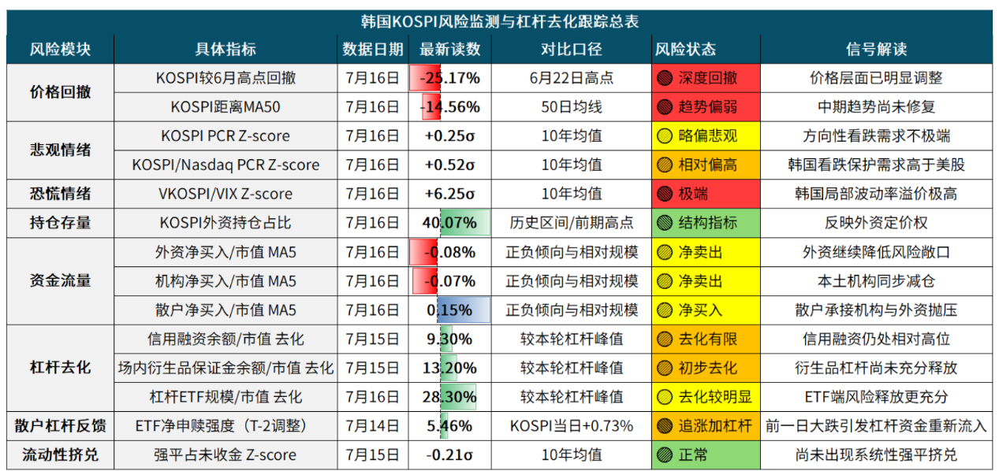 韩国KOSPI风险监测与杠杆去化跟踪总表
风险模块 具体指标 数据日期 最新读数 对比口径 风险状态 信号解读
价格回撤 KOSPI较6月高点回撤 7月16日 -25.17% 6月22日高点 深度回撤 价格层面已明显调整
KOSPI距离MA50 7月16日 -14.56% 50日均线 趋势偏弱 中期趋势尚未修复
悲观情绪 KOSPI PCR Z-score 7月16日 +0.25σ 10年均值 略偏悲观 方向性看跌需求不极端
KOSPI/Nasdaq PCR Z-score 7月16日 +0.52σ 10年均值 相对偏高 韩国看跌保护需求高于美股
恐慌情绪 VKOSPI/VIX Z-score 7月16日 +6.25σ 10年均值 极端 韩国局部波动率溢价极高
持仓存量 KOSPI外资持仓占比 7月16日 40.07% 历史区间/前期高点 结构指标 反映外资定价权
资金流量 外资净买入/市值 MA5 7月16日 -0.08% 正负倾向与相对规模 净卖出 外资继续降低风险敞口
机构净买入/市值 MA5 7月16日 -0.07% 正负倾向与相对规模 净卖出 本土机构同步减仓
散户净买入/市值 MA5 7月16日 0.15% 正负倾向与相对规模 净买入 散户承接机构与外资抛压
杠杆去化 信用融资余额/市值 去化 7月15日 9.30% 较本轮杠杆峰值 去化有限 信用融资仍处相对高位
场内衍生品保证金余额/市值 去化 7月15日 13.20% 较本轮杠杆峰值 初步去化 衍生品杠杆尚未充分释放
杠杆ETF规模/市值 去化 7月16日 28.30% 较本轮杠杆峰值 去化较明显 ETF端风险释放更充分
散户杠杆反馈 ETF净申赎强度（T-2调整） 7月14日 5.46% KOSPI当日+0.73% 追涨加杠杆 前一日大跌引发杠杆资金重新流入
流动性挤兑 强平占未收金 Z-score 7月15日 -0.21σ 10年均值 正常 尚未出现系统性强平挤兑